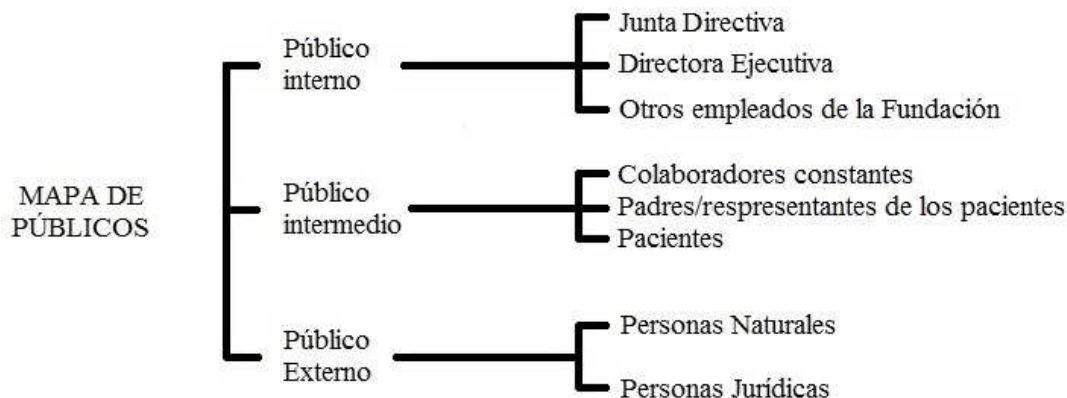 MAPA DE
PÚBLICOS
Público
interno
Junta Directiva
Directora Ejecutiva
Otros empleados de la Fundación
Público
intermedio
Colaboradores constantes
Padres/respresentantes de los pacientes
Pacientes
Público
Externo
Personas Naturales
Personas Jurídicas